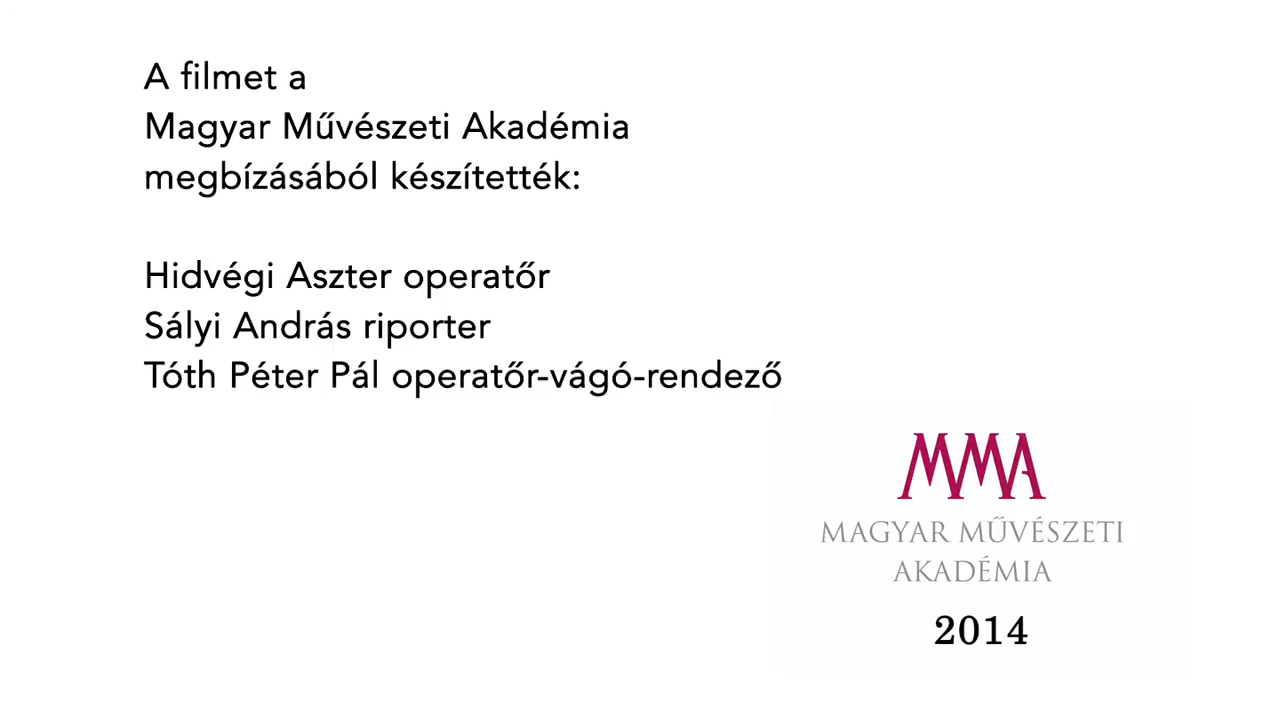 A filmet a
Magyar Művészeti Akadémia
megbízásából készítették:
Hidvégi Aszter operatőr
Sályi András riporter
Tóth Péter Pál operatőr-vágó-rendező
MMA
MAGYAR MŰVÉSZETI
AKADÉMIA
2014